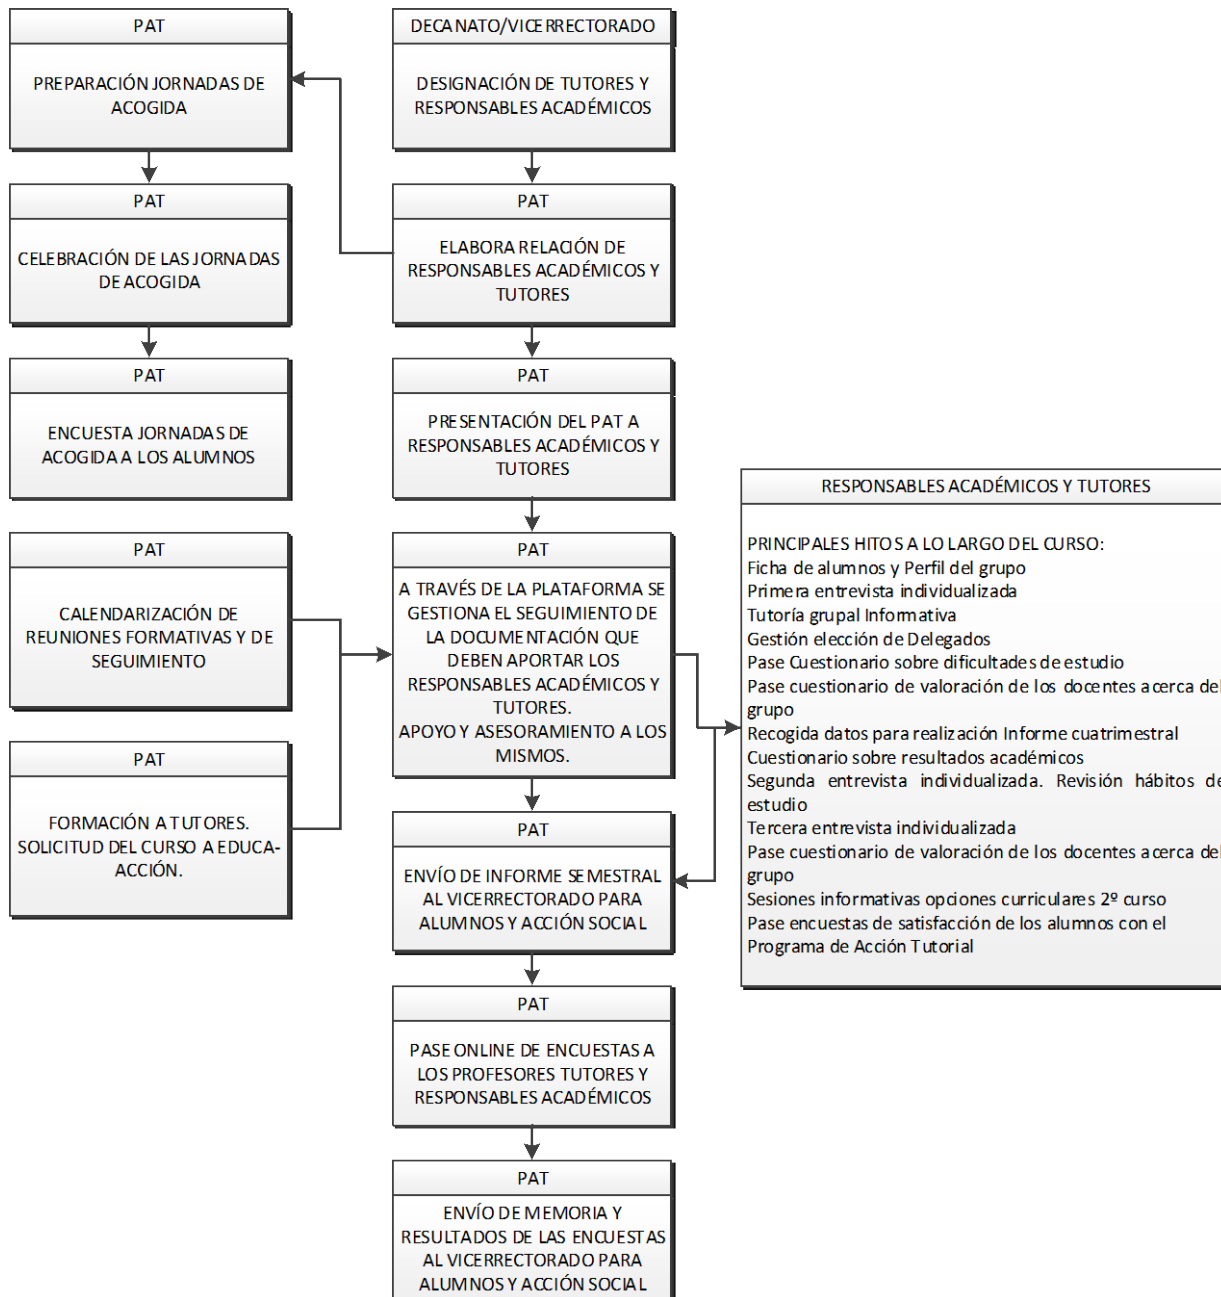 PAT
PREPARACIÓN JORNADAS DE
ACOGIDA
PAT
CELEBRACIÓN DE LAS JORNADAS
DE ACOGIDA
PAT
ENCUESTA JORNADAS DE
ACOGIDA A LOS ALUMNOS
PAT
CALENDARIZACIÓN DE
REUNIONES FORMATIVAS Y DE
SEGUIMIENTO
PAT
FORMACIÓN A TUTORES.
SOLICITUD DEL CURSO A EDUCA-
ACCIÓN.
DECANATO/VICERRECTORADO
DESIGNACIÓN DE TUTORES Y
RESPONSABLES ACADÉMICOS
PAT
ELABORA RELACIÓN DE
RESPONSABLES ACADÉMICOS Y
TUTORES
PAT
PRESENTACIÓN DEL PAT A
RESPONSABLES ACADÉMICOS Y
TUTORES
PAT
A TRAVÉS DE LA PLATAFORMA SE
GESTIONA EL SEGUIMIENTO DE
LA DOCUMENTACIÓN QUE
DEBEN APORTAR LOS
RESPONSABLES ACADÉMICOS Y
TUTORES.
APOYO Y ASESORAMIENTO A LOS
MISMOS.
PAT
ENVÍO DE INFORME SEMESTRAL
AL VICERRECTORADO PARA
ALUMNOS Y ACCIÓN SOCIAL
PAT
PASE ONLINE DE ENCUESTAS A
LOS PROFESORES TUTORES Y
RESPONSABLES ACADÉMICOS
PAT
ENVÍO DE MEMORIA Y
RESULTADOS DE LAS ENCUESTAS
AL VICERRECTORADO PARA
ALUMNOS Y ACCIÓN SOCIAL
RESPONSABLES ACADÉMICOS Y TUTORES
PRINCIPALES HITOS A LO LARGO DEL CURSO:
Ficha de alumnos y Perfil del grupo
Primera entrevista individualizada
Tutoría grupal Informativa
Gestión elección de Delegados
Pase Cuestionario sobre dificultades de estudio
Pase cuestionario de valoración de los docentes acerca del
grupo
Recogida datos para realización Informe cuatrimestral
Cuestionario sobre resultados académicos
Segunda entrevista individualizada. Revisión hábitos de
estudio
Tercera entrevista individualizada
Pase cuestionario de valoración de los docentes acerca del
grupo
Sesiones informativas opciones curriculares 2º curso
Pase encuestas de satisfacción de los alumnos con el
Programa de Acción Tutorial